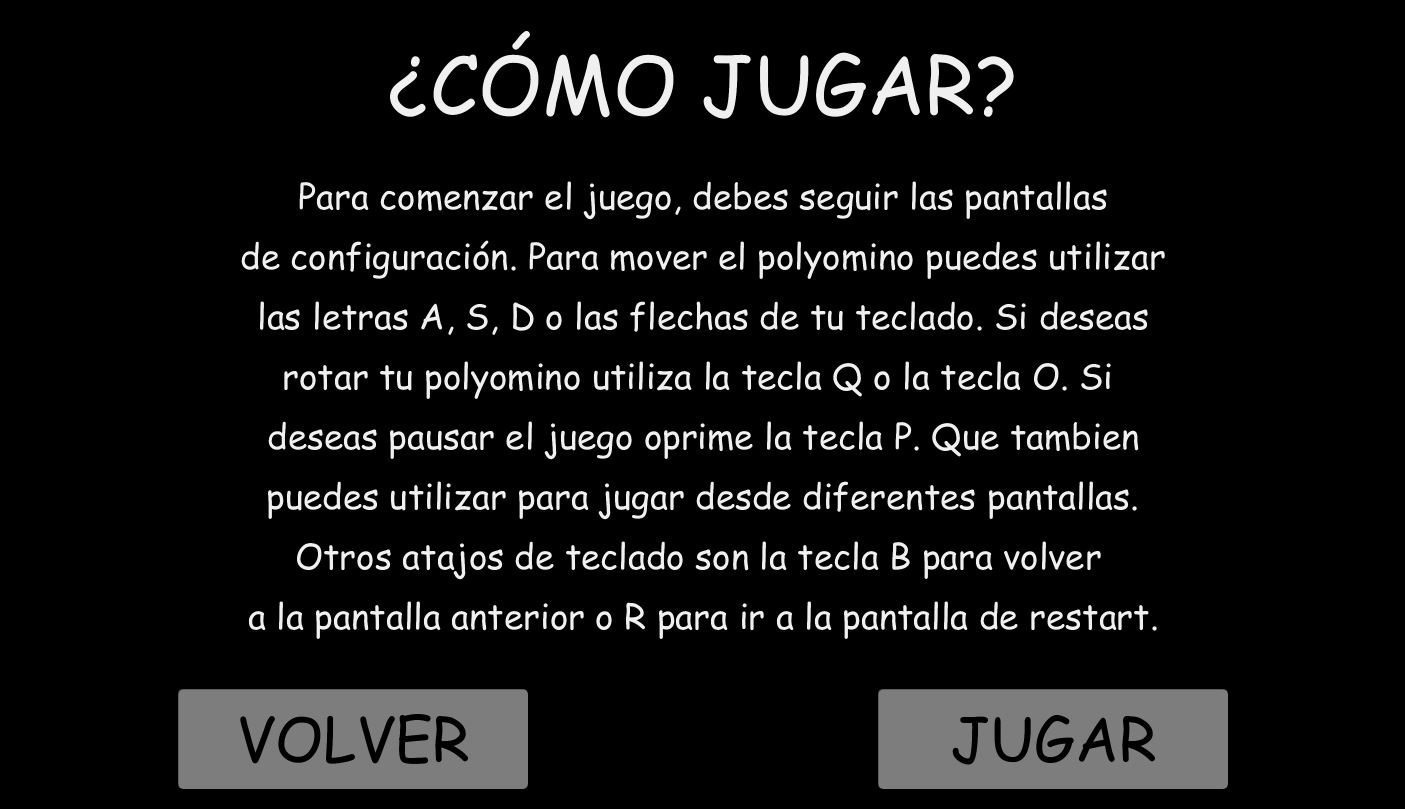 ¿CÓMO JUGAR?
Para comenzar el juego, debes seguir las pantallas
de configuración. Para mover el polyomino puedes utilizar
las letras A, S, D o las flechas de tu teclado. Si deseas
rotar tu polyomino utiliza la tecla Q o la tecla O. Si
deseas pausar el juego oprime la tecla P. Que tambien
puedes utilizar para jugar desde diferentes pantallas.
Otros atajos de teclado son la tecla B para volver
a la pantalla anterior o R para ir a la pantalla de restart.
VOLVER
JUGAR